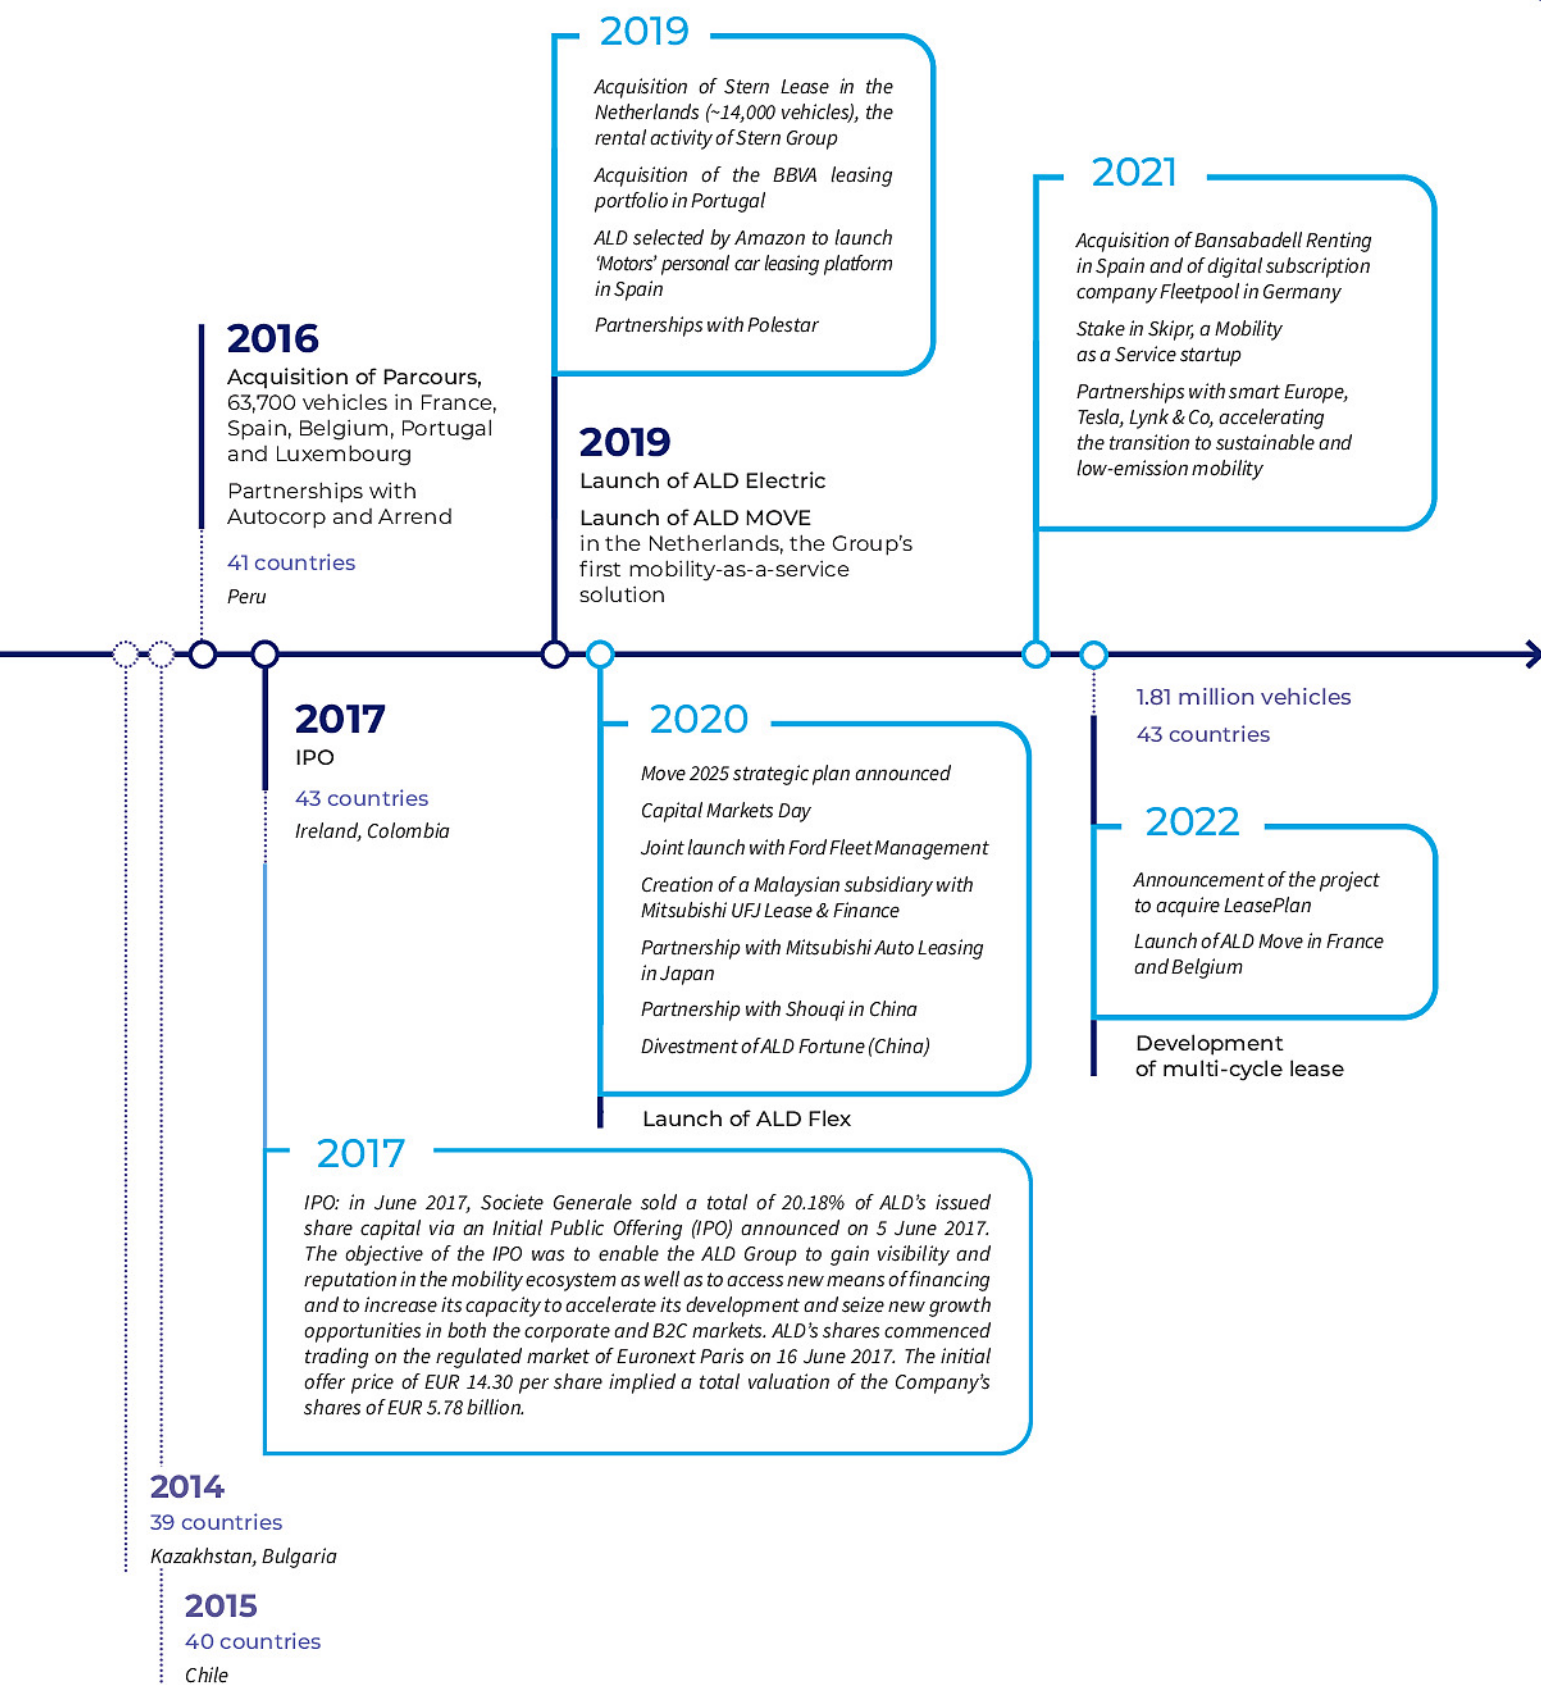 2019
Acquisition of Stern Lease in the
Netherlands (~14,000 vehicles), the
rental activity of Stern Group
Acquisition of the BBVA leasing
portfolio in Portugal
ALD selected by Amazon to launch
‘Motors’ personal car leasing platform
in Spain
Partnerships with Polestar
2021
Acquisition of Bansabadell Renting
in Spain and of digital subscription
company Fleetpool in Germany
Stake in Skipr, a Mobility
as a Service startup
Partnerships with smart Europe,
Tesla, Lynk & Co, accelerating
the transition to sustainable and
low-emission mobility
2016
Acquisition of Parcours,
63,700 vehicles in France,
Spain, Belgium, Portugal
and Luxembourg
Partnerships with
Autocorp and Arrend
41 countries
Peru
2019
Launch of ALD Electric
Launch of ALD MOVE
in the Netherlands, the Group’s
first mobility-as-a-service
solution
2017
IPO
43 countries
Ireland, Colombia
2020
Move 2025 strategic plan announced
Capital Markets Day
Joint launch with Ford Fleet Management
Creation of a Malaysian subsidiary with
Mitsubishi UFJ Lease & Finance
Partnership with Mitsubishi Auto Leasing
in Japan
Partnership with Shouqi in China
Divestment of ALD Fortune (China)
Launch of ALD Flex
1.81 million vehicles
43 countries
2022
Announcement of the project
to acquire LeasePlan
Launch of ALD Move in France
and Belgium
Development
of multi-cycle lease
2017
IPO: in June 2017, Societe Generale sold a total of 20.18% of ALD’s issued
share capital via an Initial Public Offering (IPO) announced on 5 June 2017.
The objective of the IPO was to enable the ALD Group to gain visibility and
reputation in the mobility ecosystem as well as to access new means of financing
and to increase its capacity to accelerate its development and seize new growth
opportunities in both the corporate and B2C markets. ALD’s shares commenced
trading on the regulated market of Euronext Paris on 16 June 2017. The initial
offer price of EUR 14.30 per share implied a total valuation of the Company’s
shares of EUR 5.78 billion.
2014
39 countries
Kazakhstan, Bulgaria
2015
40 countries
Chile